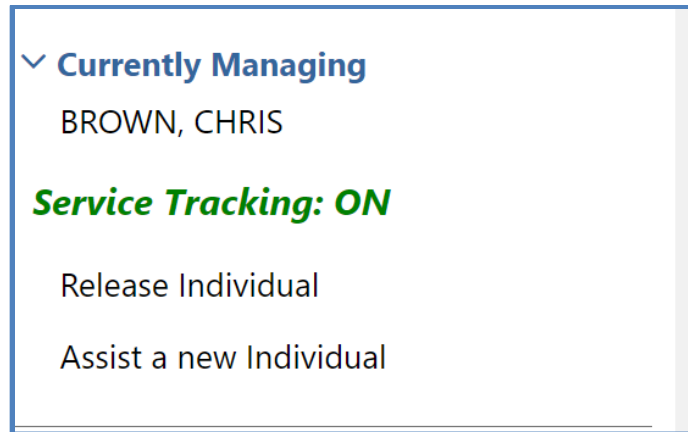 Currently Managing
BROWN, CHRIS
Service Tracking: ON
Release Individual
Assist a new Individual